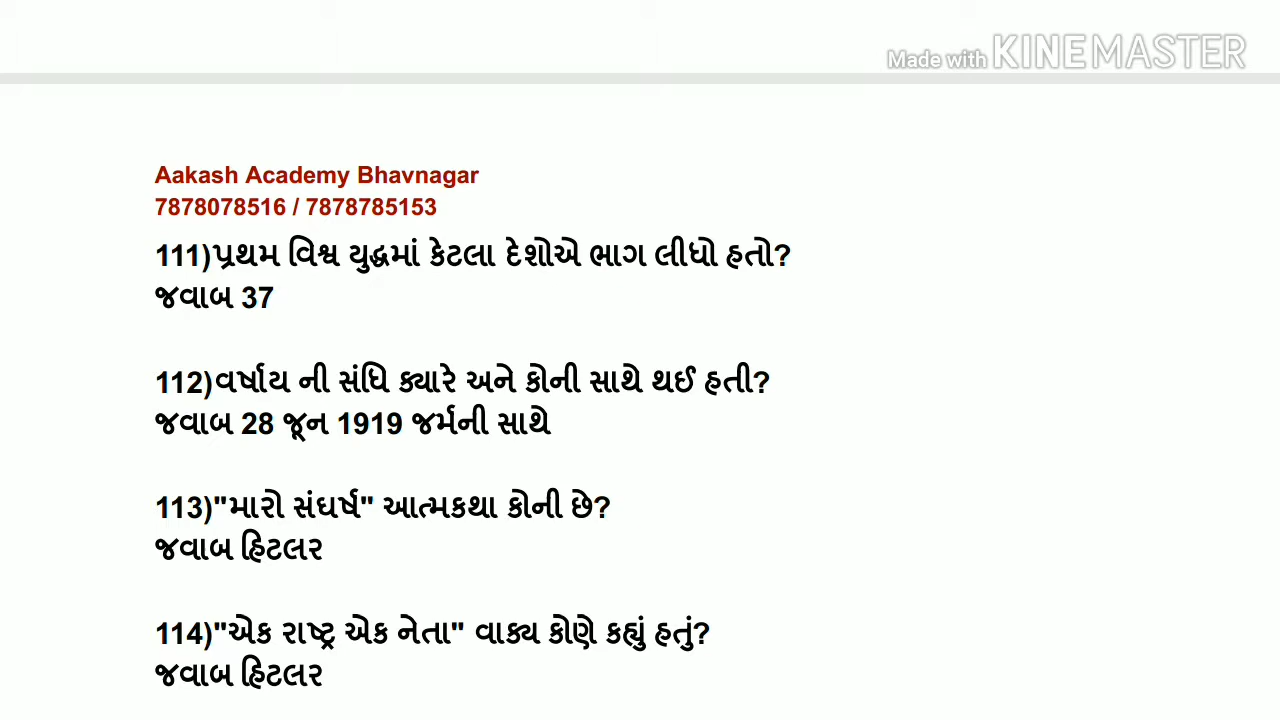 Made with KINEMASTER
Aakash Academy Bhavnagar
7878078516 / 7878785153
111)પ્રથમ વિશ્વ યુદ્ધમાં કેટલા દેશોએ ભાગ લીધો હતો?
જવાબ 37
112)વર્ષાય ની સંધિ ક્યારે અને કોની સાથે થઈ હતી?
જવાબ 28 જૂન 1919 જર્મની સાથે
113)"મારો સંઘર્ષ" આત્મકથા કોની છે?
જવાબ હિટલર
114)"એક રાષ્ટ્ર એક નેતા" વાક્ય કોણે કહ્યું હતું?
જવાબ હિટલર